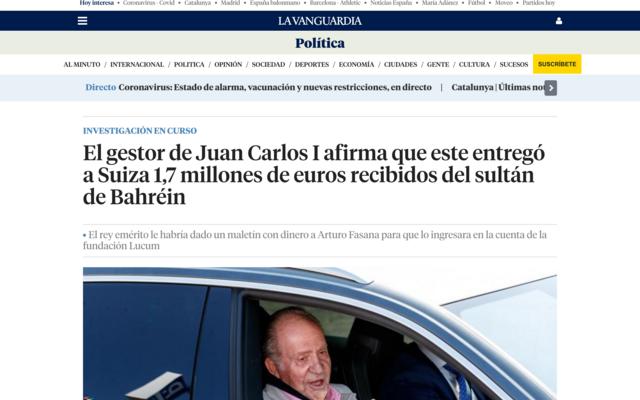 Hoy interesa • Coronavirus - Covid • Catalunya • Madrid • España balonmano • Barcelona - Athletic • Noticias España • María Adánez • Fútbol • Moveo • Partidos hoy
LA VANGUARDIA
Política
AL MINUTO / INTERNACIONAL / POLÍTICA / OPINIÓN / SOCIEDAD / DEPORTES / ECONOMÍA / CIUDADES / GENTE / CULTURA / SUCESOS SUSCRÍBETE
Directo Coronavirus: Estado de alarma, vacunación y nuevas restricciones, en directo | Catalunya | Últimas not
INVESTIGACIÓN EN CURSO
El gestor de Juan Carlos I afirma que este entregó
a Suiza 1,7 millones de euros recibidos del sultán
de Bahréin
• El rey emérito le habría dado un maletín con dinero a Arturo Fasana para que lo ingresara en la cuenta de la
fundación Lucum